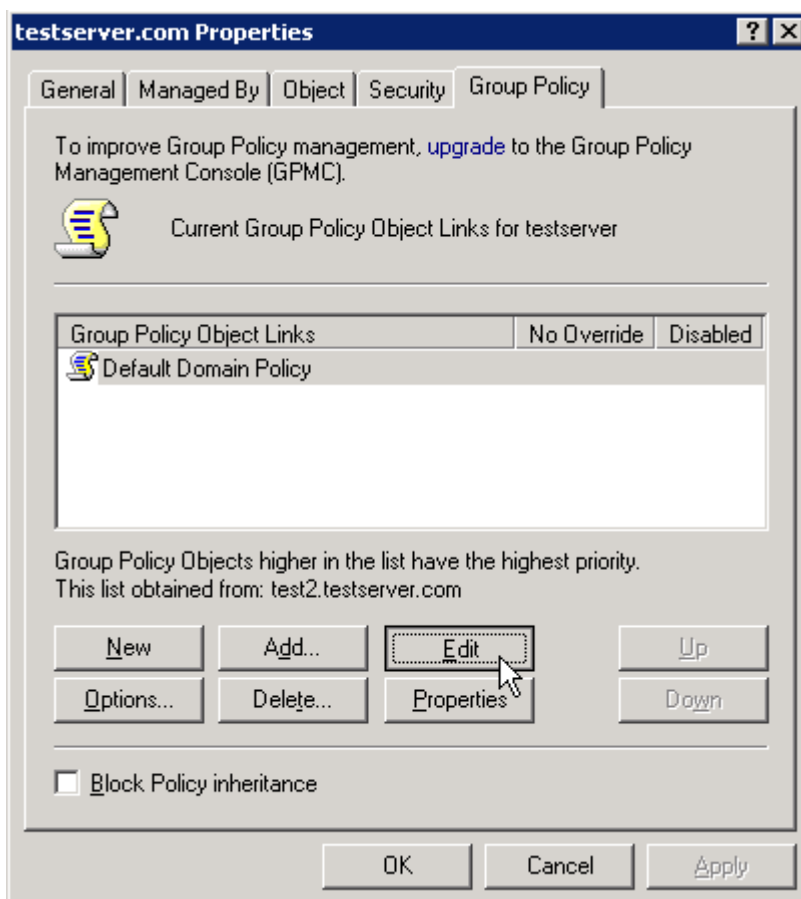 testserver.com Properties
General Managed By Object Security Group Policy
To improve Group Policy management, upgrade to the Group Policy
Management Console (GPMC).
Current Group Policy Object Links for testserver
Group Policy Object Links No Override Disabled
Default Domain Policy
Group Policy Objects higher in the list have the highest priority.
This list obtained from: test2.testserver.com
New Add... Edit Up
Options... Delete... Properties Down
Block Policy inheritance
OK Cancel Apply